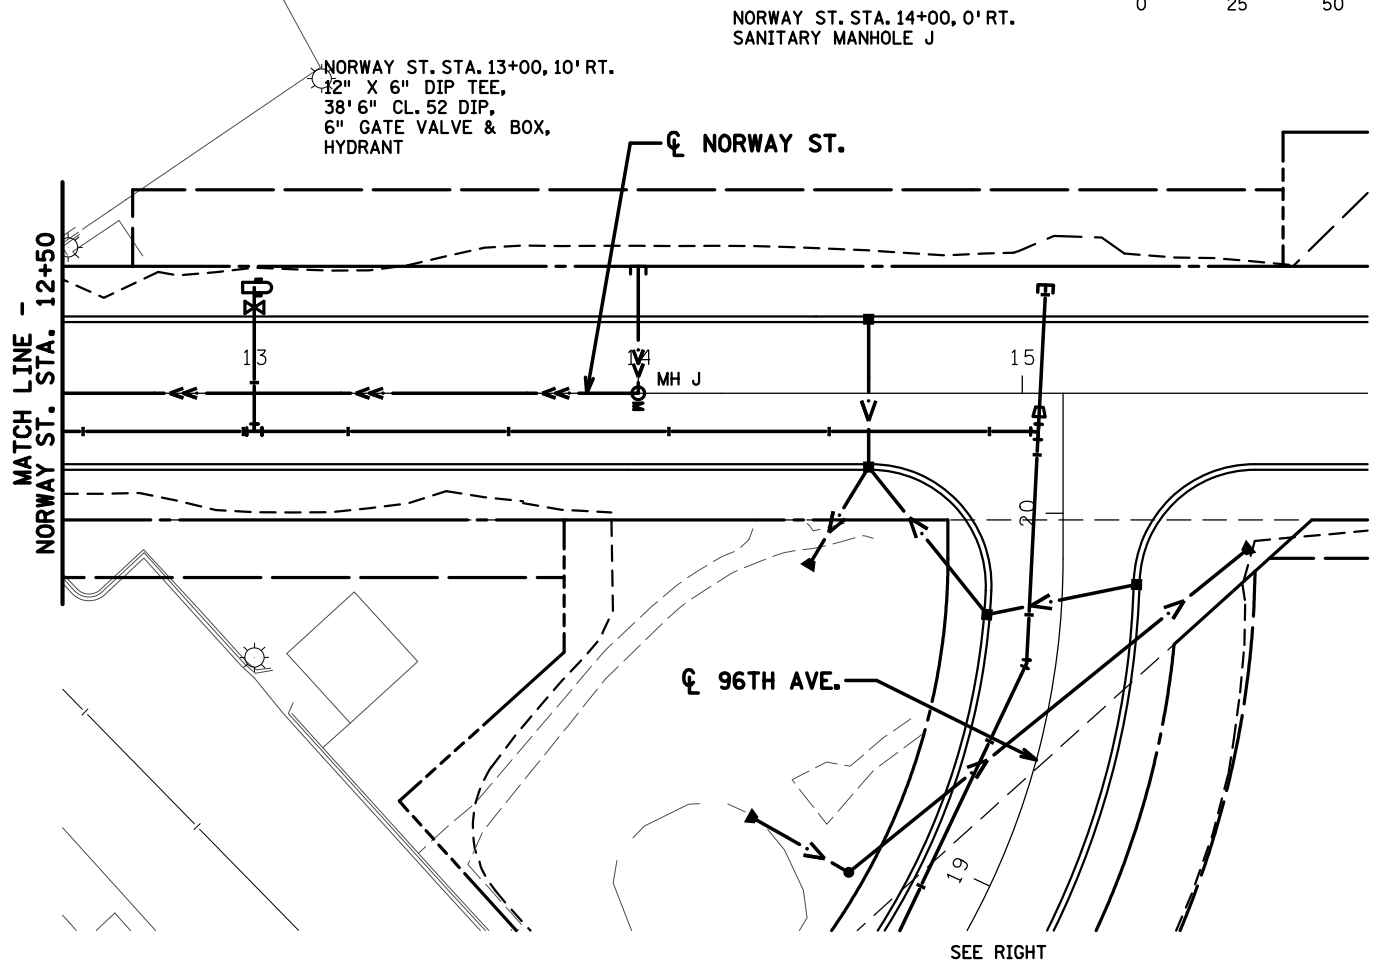 0 25 50
NORWAY ST. STA. 14+00, 0' RT.
SANITARY MANHOLE J
NORWAY ST. STA. 13+00, 10' RT.
12" X 6" DIP TEE,
38' 6" CL. 52 DIP,
6" GATE VALVE & BOX,
HYDRANT
℄ NORWAY ST.
MATCH LINE -
NORWAY ST. STA. 12+50
13 14 15
MH J
M
20
℄ 96TH AVE.
19
SEE RIGHT